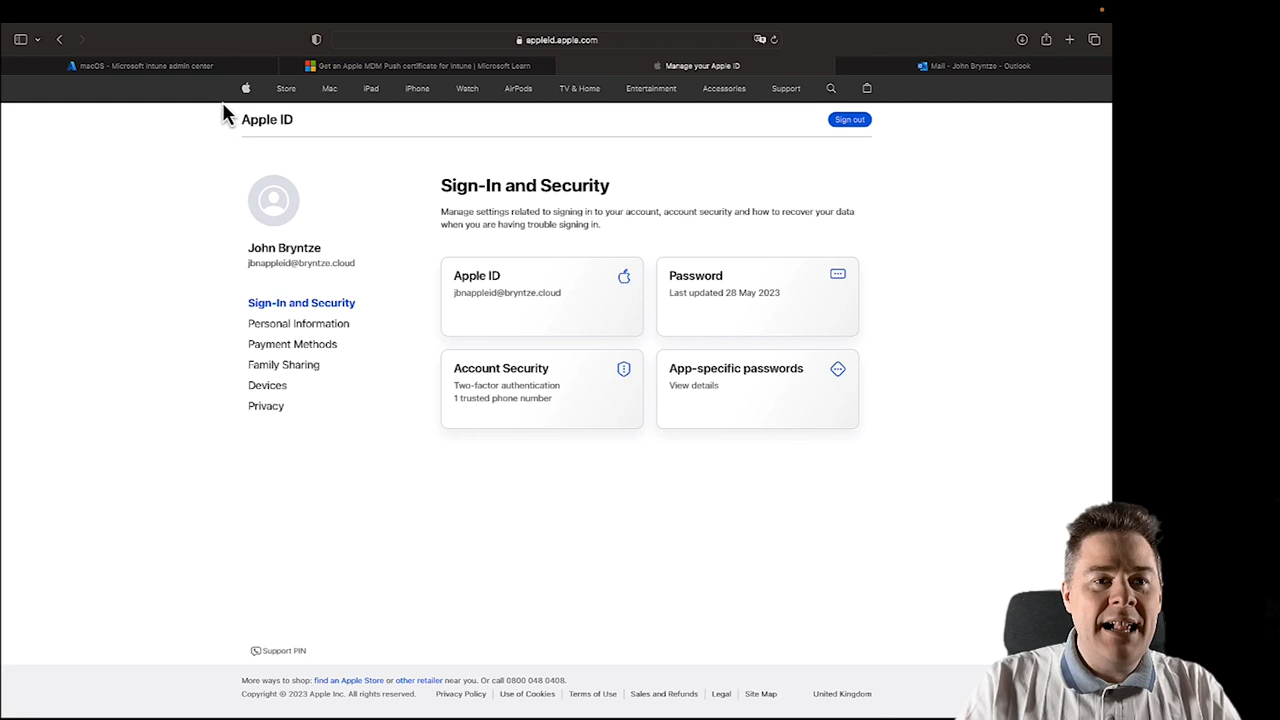 appleid.apple.com
macOS - Microsoft Intune admin center
Get an Apple MDM Push certificate for Intune | Microsoft Learn
Manage your Apple ID
Mail - John Bryntze - Outlook
Store Mac iPad iPhone Watch AirPods TV & Home Entertainment Accessories Support
Apple ID
Sign out
John Bryntze
jbnappleid@bryntze.cloud
Sign-In and Security
Personal Information
Payment Methods
Family Sharing
Devices
Privacy
Sign-In and Security
Manage settings related to signing in to your account, account security and how to recover your data
when you are having trouble signing in.
Apple ID
jbnappleid@bryntze.cloud
Password
Last updated 28 May 2023
Account Security
Two-factor authentication
1 trusted phone number
App-specific passwords
View details
Support PIN
More ways to shop: find an Apple Store or other retailer near you. Or call 0800 048 0408.
Copyright © 2023 Apple Inc. All rights reserved. Privacy Policy Use of Cookies Terms of Use Sales and Refunds Legal Site Map United Kingdom